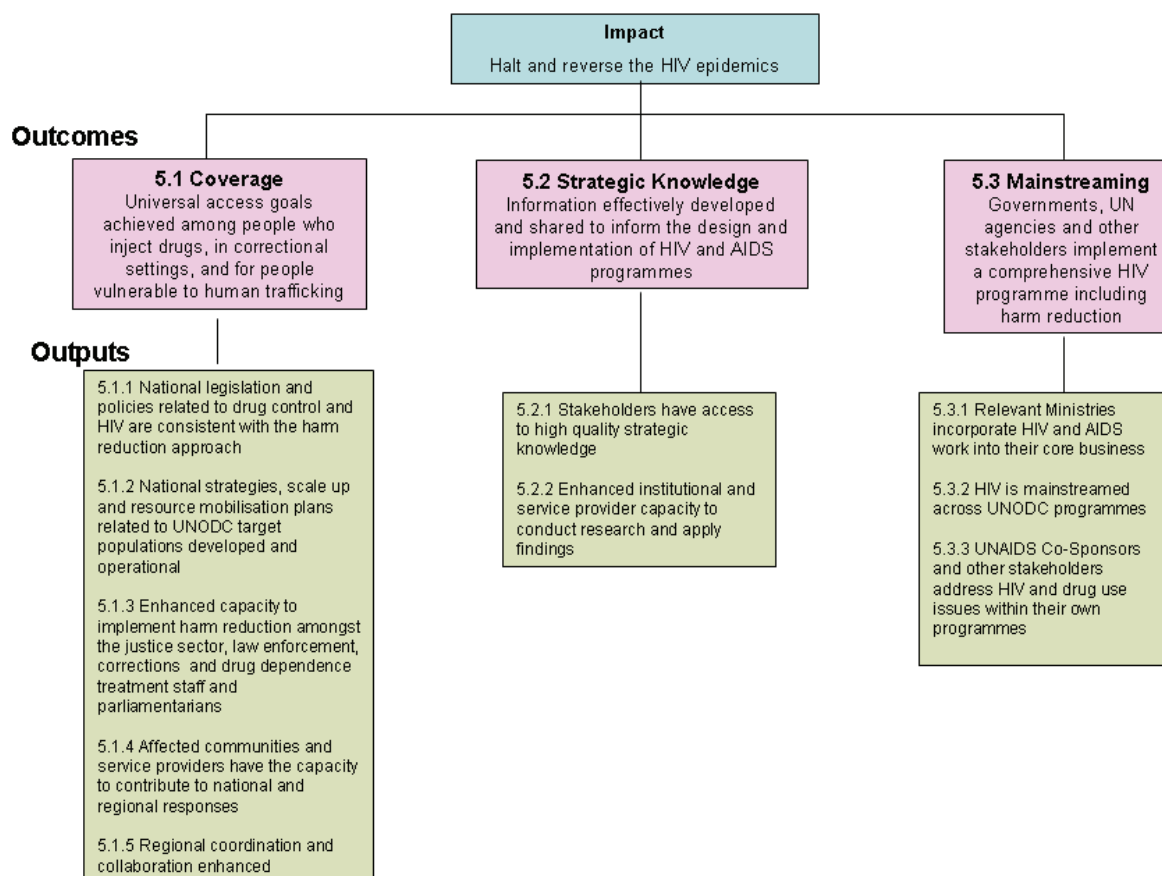 Impact
Halt and reverse the HIV epidemics
Outcomes
5.1 Coverage
Universal access goals
achieved among people who
inject drugs, in correctional
settings, and for people
vulnerable to human trafficking
5.2 Strategic Knowledge
Information effectively developed
and shared to inform the design and
implementation of HIV and AIDS
programmes
5.3 Mainstreaming
Governments, UN
agencies and other
stakeholders implement
a comprehensive HIV
programme including
harm reduction
Outputs
5.1.1 National legislation and
policies related to drug control and
HIV are consistent with the harm
reduction approach
5.1.2 National strategies, scale up
and resource mobilisation plans
related to UNODC target
populations developed and
operational
5.1.3 Enhanced capacity to
implement harm reduction amongst
the justice sector, law enforcement,
corrections and drug dependence
treatment staff and
parliamentarians
5.1.4 Affected communities and
service providers have the capacity
to contribute to national and
regional responses
5.1.5 Regional coordination and
collaboration enhanced
5.2.1 Stakeholders have access
to high quality strategic
knowledge
5.2.2 Enhanced institutional and
service provider capacity to
conduct research and apply
findings
5.3.1 Relevant Ministries
incorporate HIV and AIDS
work into their core business
5.3.2 HIV is mainstreamed
across UNODC programmes
5.3.3 UNAIDS Co-Sponsors
and other stakeholders
address HIV and drug use
issues within their own
programmes